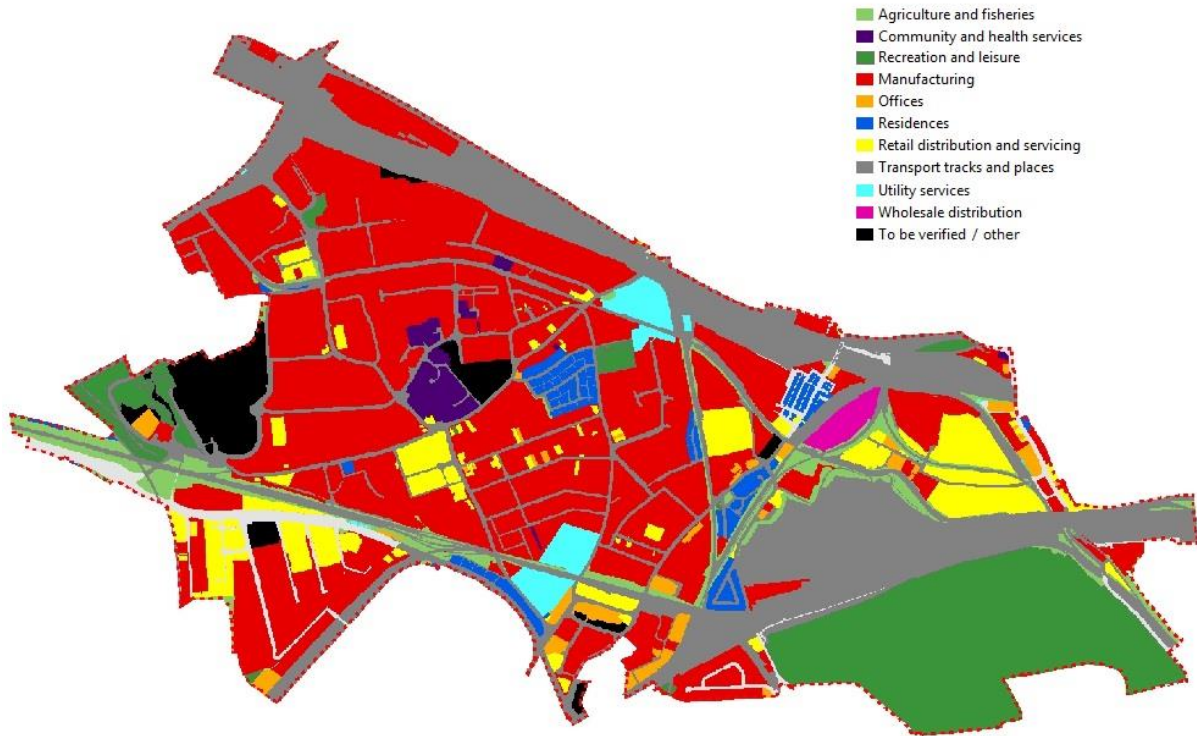 Agriculture and fisheries
Community and health services
Recreation and leisure
Manufacturing
Offices
Residences
Retail distribution and servicing
Transport tracks and places
Utility services
Wholesale distribution
To be verified / other